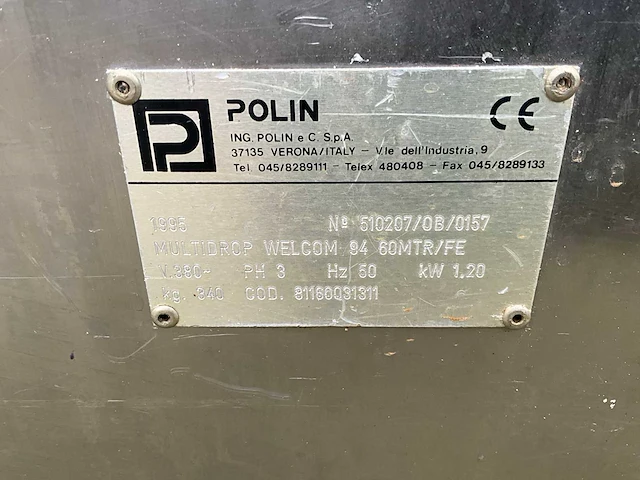 POLIN
CE
ING. POLIN e C. S.p.A.
37135 VERONA/ITALY - V.le dell'Industria, 9
Tel. 045/8289111 - Telex 480408 - Fax 045/8289133
1995 Nº 510207/OB/0157
MULTIDROP WELCOM 94 60MTR/FE
V.380~ PH 3 Hz 50 kW 1,20
kg. 840 COD. 81160031311